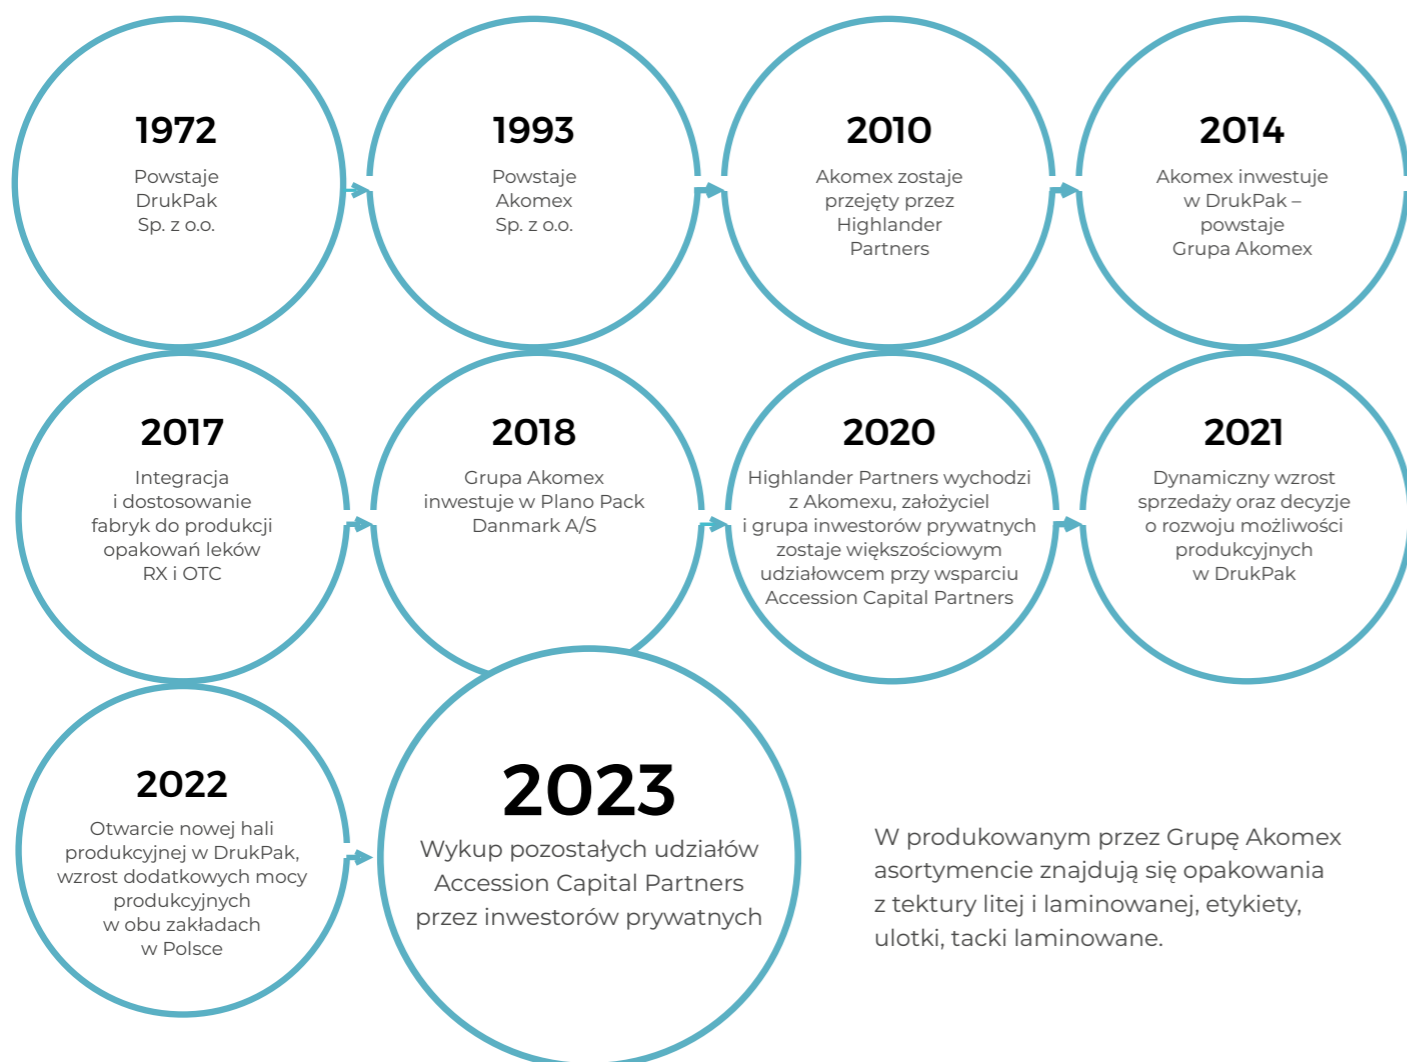 1972
Powstaje
DrukPak
Sp. z o.o.
1993
Powstaje
Akomex
Sp. z o.o.
2010
Akomex zostaje
przejęty przez
Highlander
Partners
2014
Akomex inwestuje
w DrukPak –
powstaje
Grupa Akomex
2017
Integracja
i dostosowanie
fabryk do produkcji
opakowań leków
RX i OTC
2018
Grupa Akomex
inwestuje w Plano Pack
Danmark A/S
2020
Highlander Partners wychodzi
z Akomexu, założyciel
i grupa inwestorów prywatnych
zostaje większościowym
udziałowcem przy wsparciu
Accession Capital Partners
2021
Dynamiczny wzrost
sprzedaży oraz decyzje
o rozwoju możliwości
produkcyjnych
w DrukPak
2022
Otwarcie nowej hali
produkcyjnej w DrukPak,
wzrost dodatkowych mocy
produkcyjnych
w obu zakładach
w Polsce
2023
Wykup pozostałych udziałów
Accession Capital Partners
przez inwestorów prywatnych
W produkowanym przez Grupę Akomex
asortymencie znajdują się opakowania
z tektury litej i laminowanej, etykiety,
ulotki, tacki laminowane.